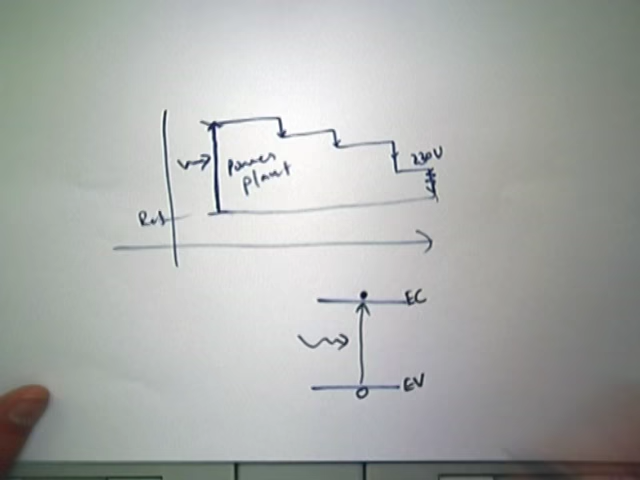 230V
Power
plant
Ref
EC
EV